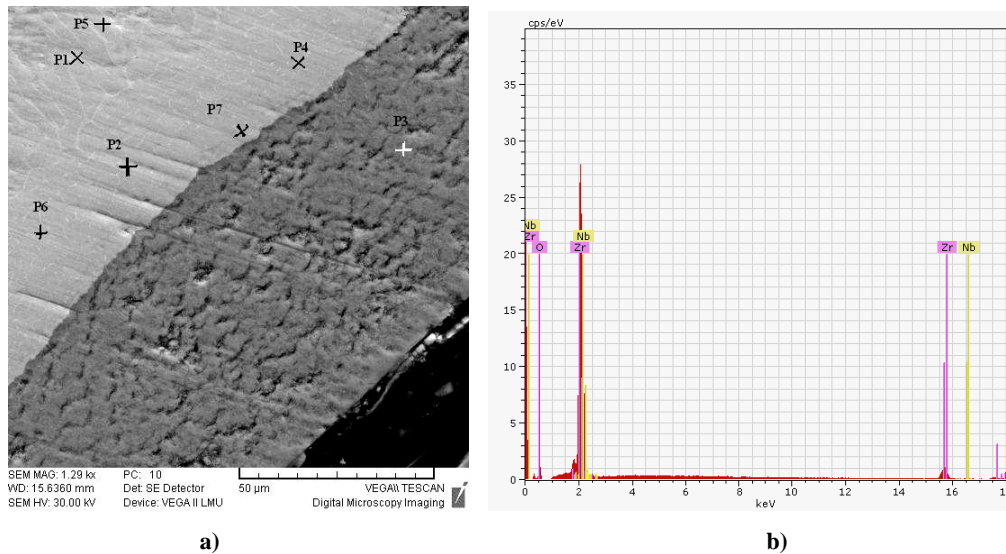 P5
P1
P4
P7
P3
P2
P6
SEM MAG: 1.29 kx
PC: 10
WD: 15.6360 mm
Det: SE Detector
SEM HV: 30.00 kV
Device: VEGA II LMU
50 µm
VEGA\\ TESCAN
Digital Microscopy Imaging
a)
cps/eV
35
30
25
20
15
10
5
0
Nb
Zr
O
Nb
Zr
Zr
Nb
0 2 4 6 8 10 12 14 16 18
keV
b)